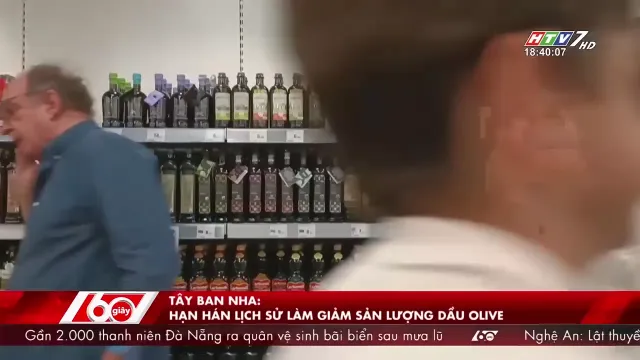 HTV7 HD
18:40:07
60 giây
TÂY BAN NHA:
HẠN HÁN LỊCH SỬ LÀM GIẢM SẢN LƯỢNG DẦU OLIVE
Gần 2.000 thanh niên Đà Nẵng ra quân vệ sinh bãi biển sau mưa lũ 60 Nghệ An: Lật thuyề